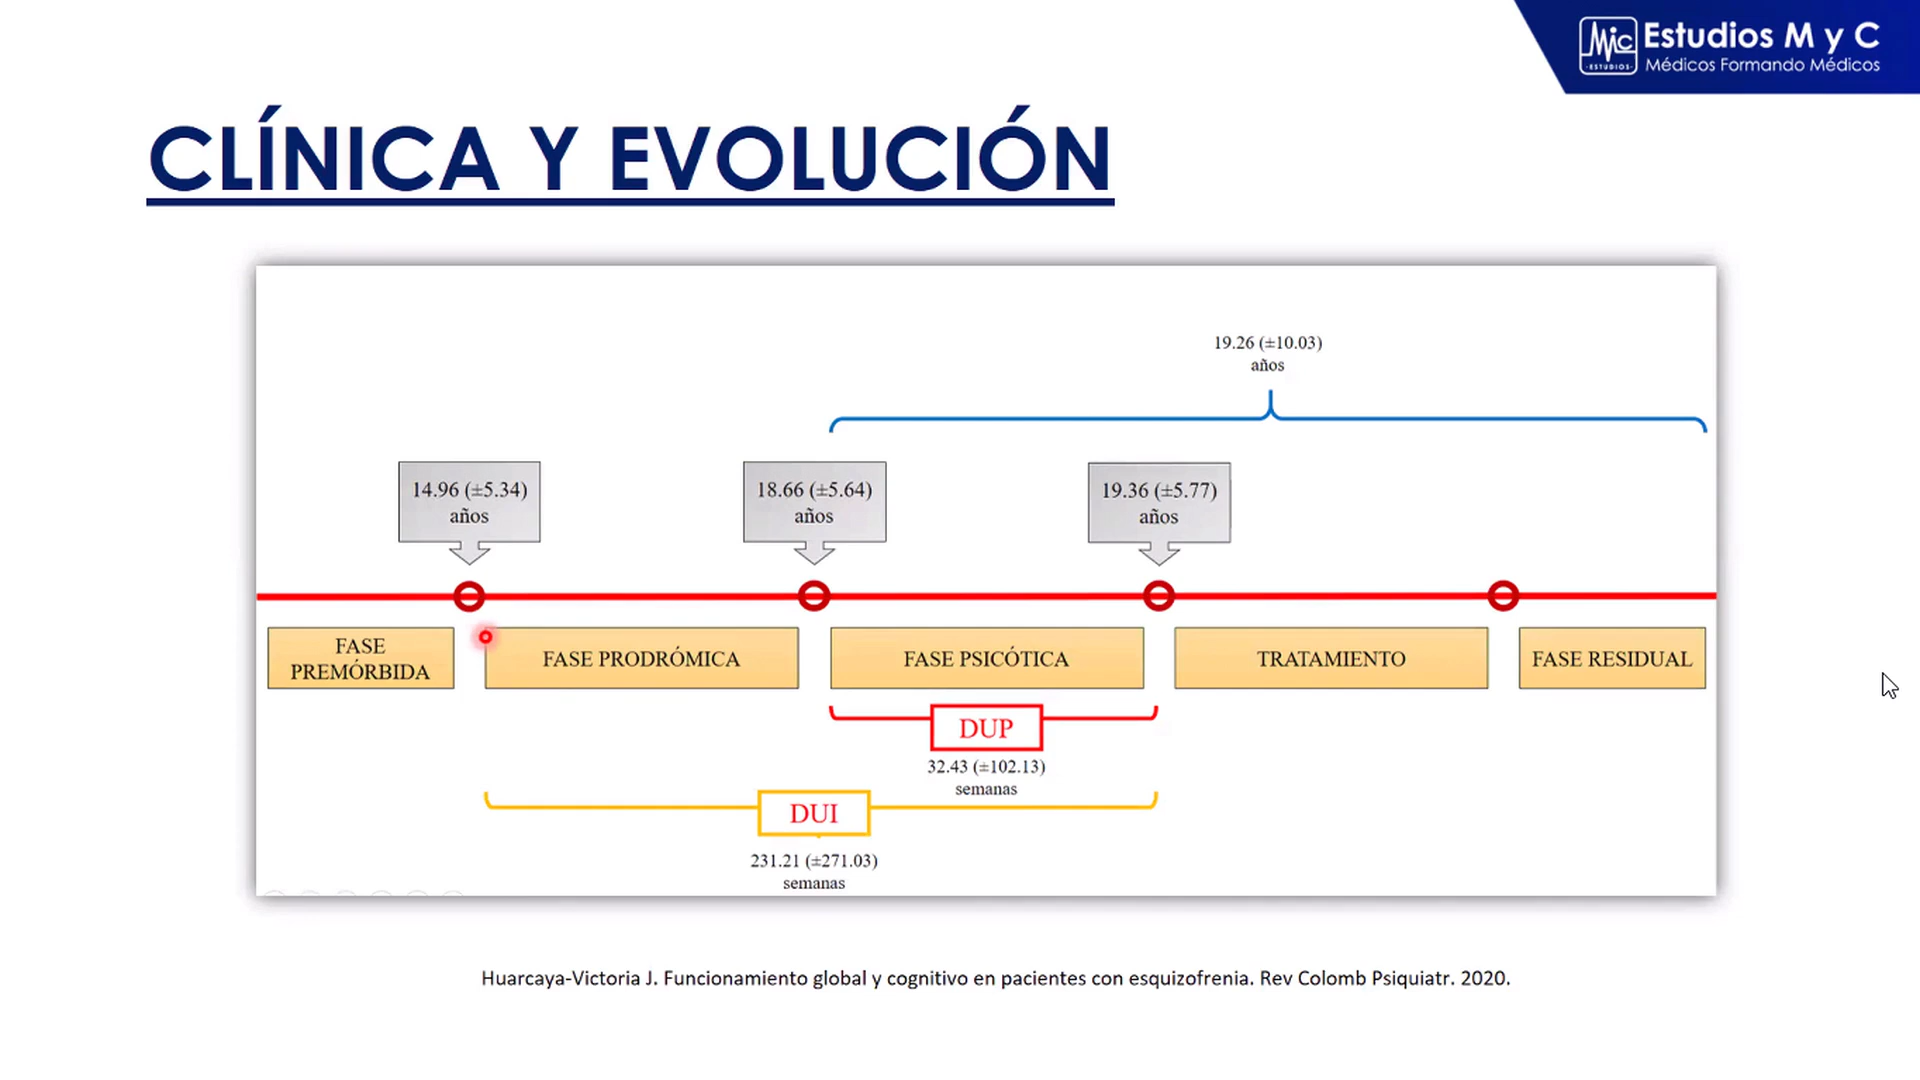 Mic
ESTUDIOS
Estudios M y C
Médicos Formando Médicos
CLÍNICA Y EVOLUCIÓN
19.26 (±10.03)
años
14.96 (±5.34)
años
18.66 (±5.64)
años
19.36 (±5.77)
años
FASE
PREMÓRBIDA
FASE PRODRÓMICA
FASE PSICÓTICA
TRATAMIENTO
FASE RESIDUAL
DUP
32.43 (±102.13)
semanas
DUI
231.21 (±271.03)
semanas
Huarcaya-Victoria J. Funcionamiento global y cognitivo en pacientes con esquizofrenia. Rev Colomb Psiquiatr. 2020.